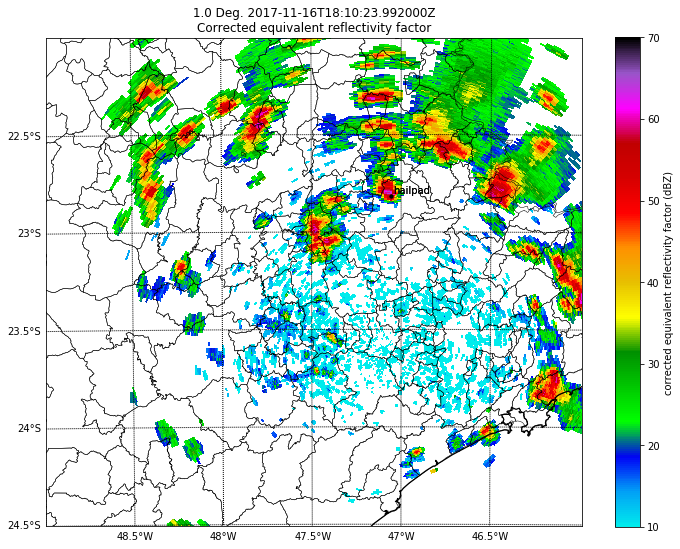 1.0 Deg. 2017-11-16T18:10:23.992000Z
Corrected equivalent reflectivity factor
22.5°S
23°S
23.5°S
24°S
24.5°S
48.5°W
48°W
47.5°W
47°W
46.5°W
hailpad
70
60
50
40
30
20
10
corrected equivalent reflectivity factor (dBZ)